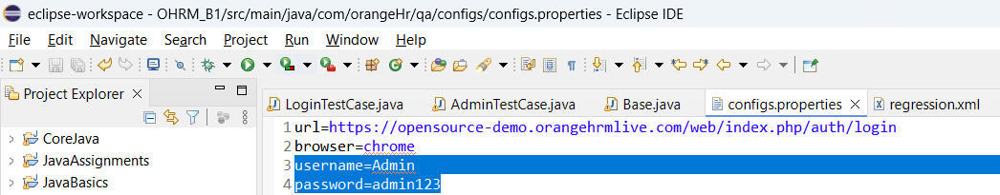 eclipse-workspace - OHRM_B1/src/main/java/com/orangeHr/qa/configs/configs.properties - Eclipse IDE
File Edit Navigate Search Project Run Window Help
Project Explorer
LoginTestCase.java AdminTestCase.java Base.java configs.properties regression.xml
CoreJava
JavaAssignments
JavaBasics
1 url=https://opensource-demo.orangehrmlive.com/web/index.php/auth/login
2 browser=chrome
3 username=Admin
4 password=admin123